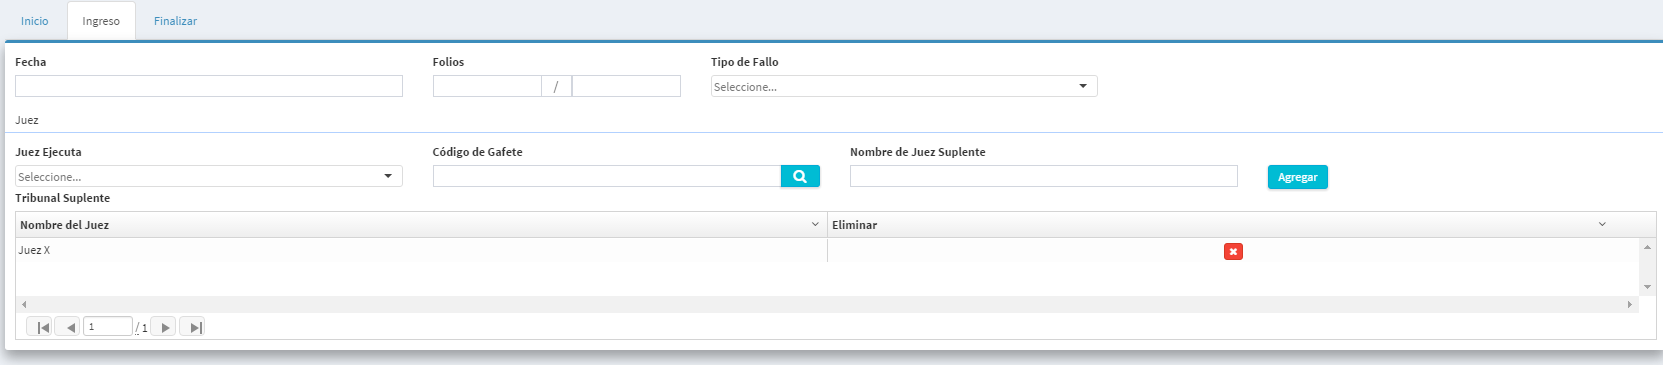 Inicio Ingreso Finalizar
Fecha Folios Tipo de Fallo
/ Seleccione...
Juez
Juez Ejecuta Código de Gafete Nombre de Juez Suplente
Seleccione... Agregar
Tribunal Suplente
Nombre del Juez Eliminar
Juez X
1 / 1